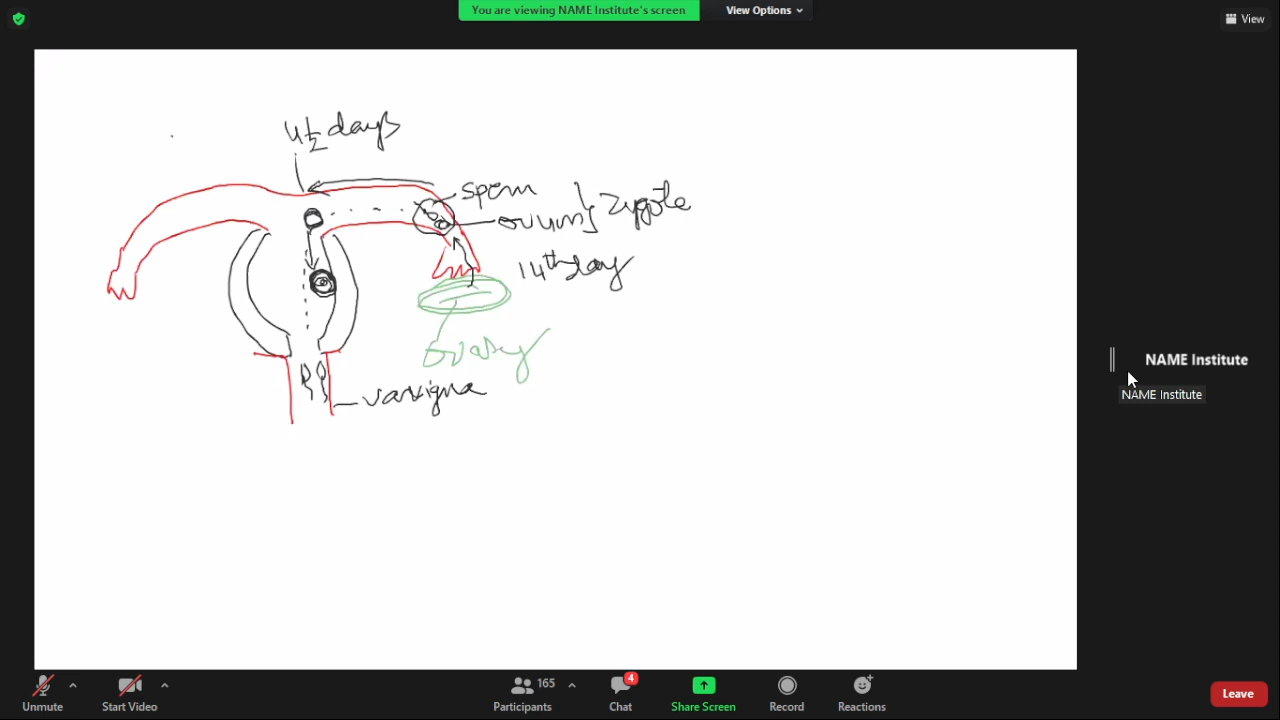 You are viewing NAME Institute's screen
View Options
View
4½ days
sperm
ovum} zygote
14th day
ovary
varigna
NAME Institute
NAME Institute
165
4
Unmute
Start Video
Participants
Chat
Share Screen
Record
Reactions
Leave